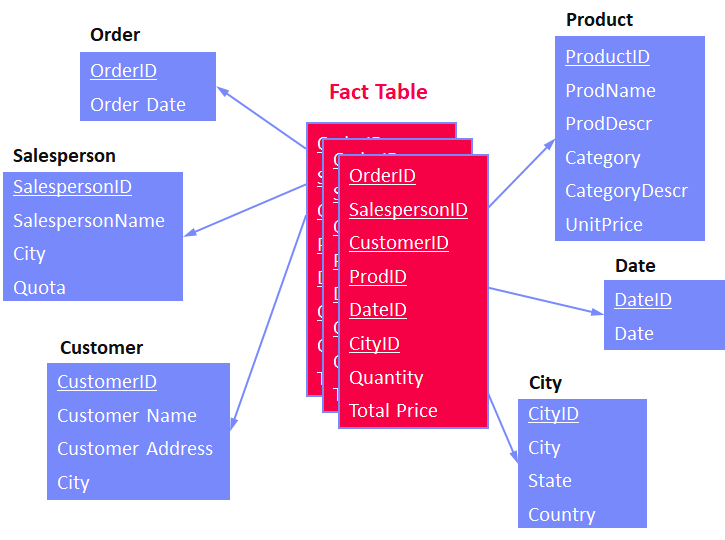 Order
OrderID
Order Date
Salesperson
SalespersonID
SalespersonName
City
Quota
Customer
CustomerID
Customer Name
Customer Address
City
Fact Table
OrderID
SalespersonID
CustomerID
ProdID
DateID
CityID
Quantity
Total Price
Product
ProductID
ProdName
ProdDescr
Category
CategoryDescr
UnitPrice
Date
DateID
Date
City
CityID
City
State
Country